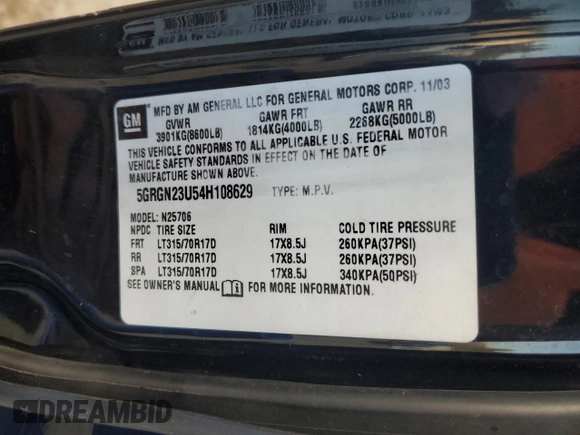 GM
MFD BY AM GENERAL LLC FOR GENERAL MOTORS CORP. 11/03
GVWR GAWR FRT GAWR RR
3901KG(8600LB) 1814KG(4000LB) 2268KG(5000LB)
THIS VEHICLE CONFORMS TO ALL APPLICABLE U.S. FEDERAL MOTOR
VEHICLE SAFETY STANDARDS IN EFFECT ON THE DATE OF
MANUFACTURE SHOWN ABOVE.
5GRGN23U54H108629 TYPE: M.P.V.
MODEL: N25706
NPDC TIRE SIZE RIM COLD TIRE PRESSURE
FRT LT315/70R17D 17X8.5J 260KPA(37PSI)
RR LT315/70R17D 17X8.5J 260KPA(37PSI)
SPA LT315/70R17D 17X8.5J 340KPA(50PSI)
SEE OWNER'S MANUAL FOR MORE INFORMATION.
DREAMBID